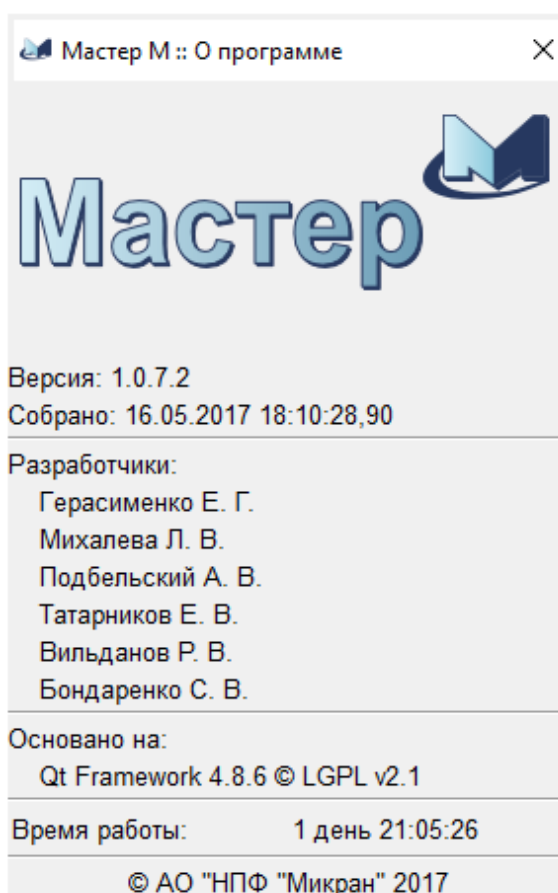 Мастер М :: О программе
Мастер
Версия: 1.0.7.2
Собрано: 16.05.2017 18:10:28,90
Разработчики:
Герасименко Е. Г.
Михалева Л. В.
Подбельский А. В.
Татарников Е. В.
Вильданов Р. В.
Бондаренко С. В.
Основано на:
Qt Framework 4.8.6 © LGPL v2.1
Время работы: 1 день 21:05:26
© АО "НПФ "Микран" 2017